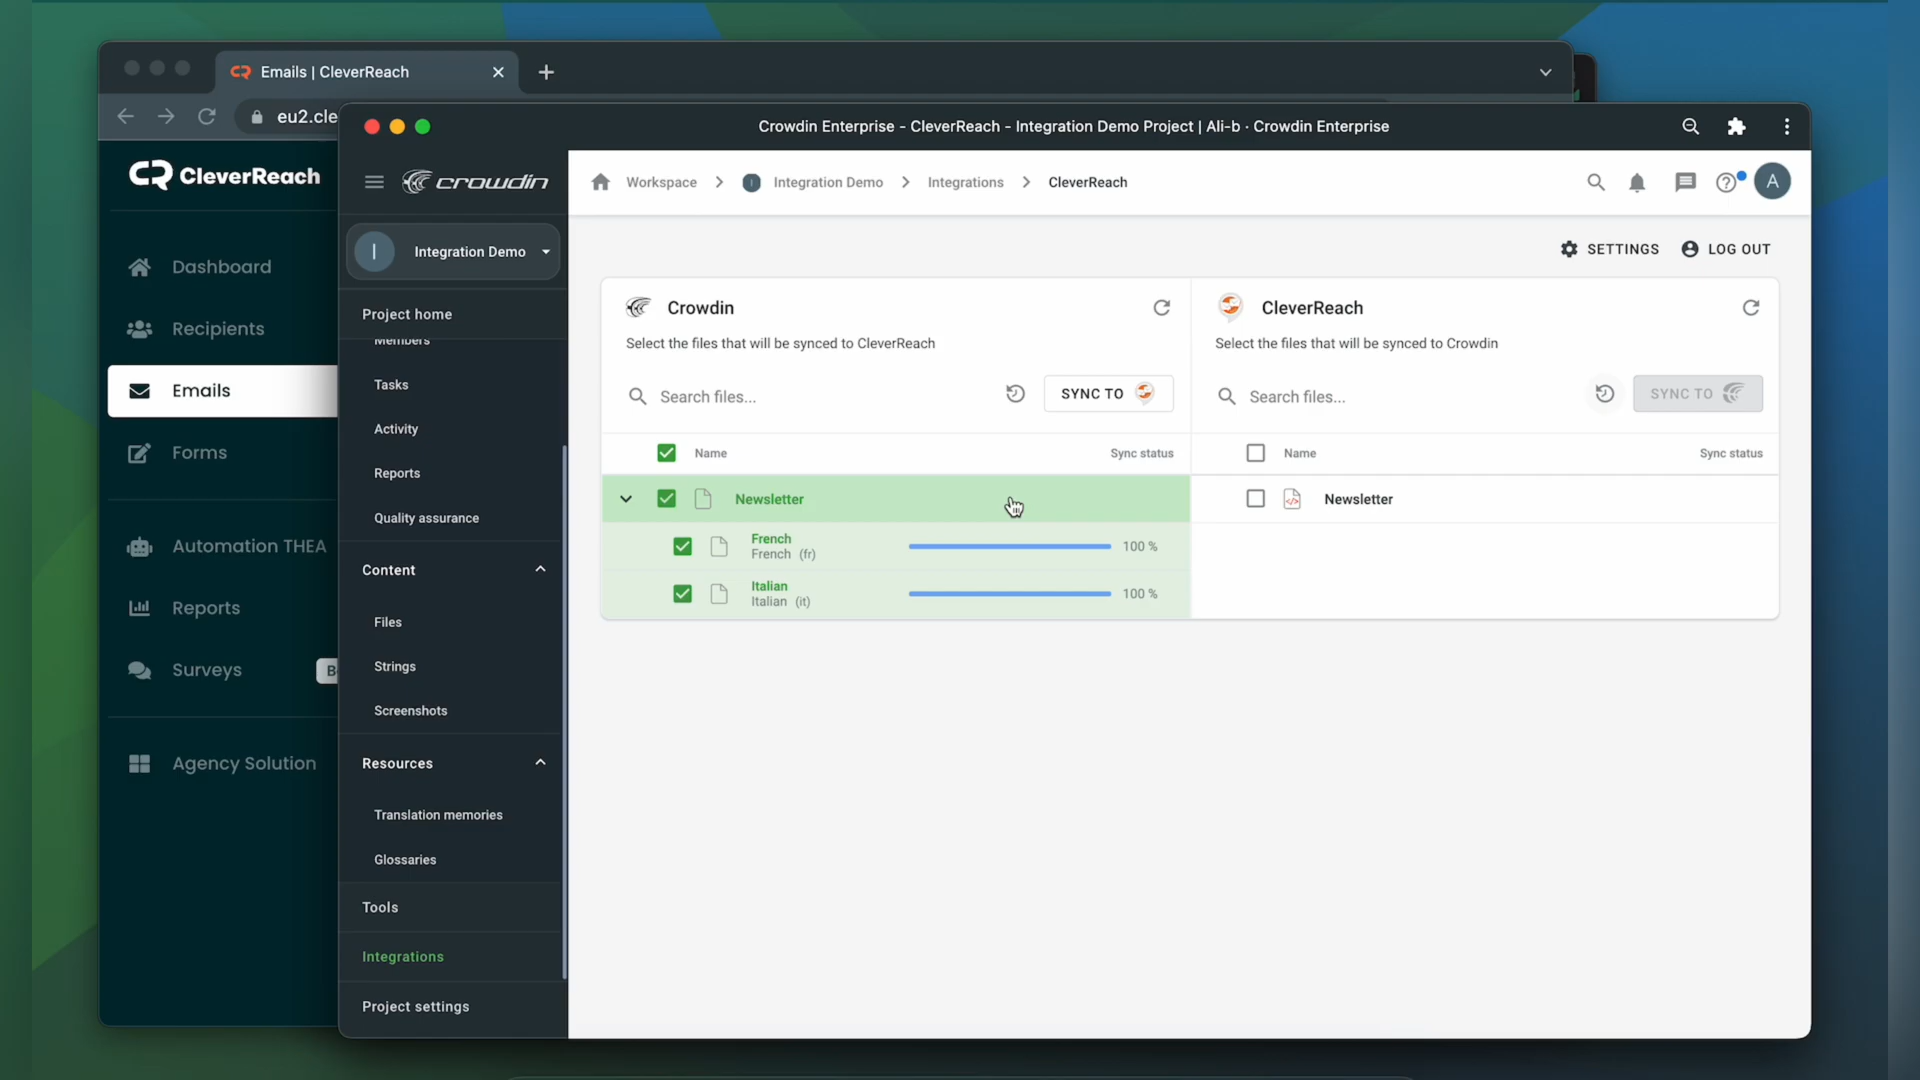 Emails | CleverReach
eu2.cle
Crowdin Enterprise - CleverReach - Integration Demo Project | Ali-b · Crowdin Enterprise
CleverReach
Dashboard
Recipients
Emails
Forms
Automation THEA
Reports
Surveys
B
Agency Solution
crowdin
I
Integration Demo
Project home
Members
Tasks
Activity
Reports
Quality assurance
Content
Files
Strings
Screenshots
Resources
Translation memories
Glossaries
Tools
Integrations
Project settings
Workspace
I
Integration Demo
Integrations
CleverReach
A
SETTINGS
LOG OUT
Crowdin
Select the files that will be synced to CleverReach
Search files...
SYNC TO
Name
Sync status
Newsletter
French
French (fr)
100 %
Italian
Italian (it)
100 %
CleverReach
Select the files that will be synced to Crowdin
Search files...
SYNC TO
Name
Sync status
Newsletter